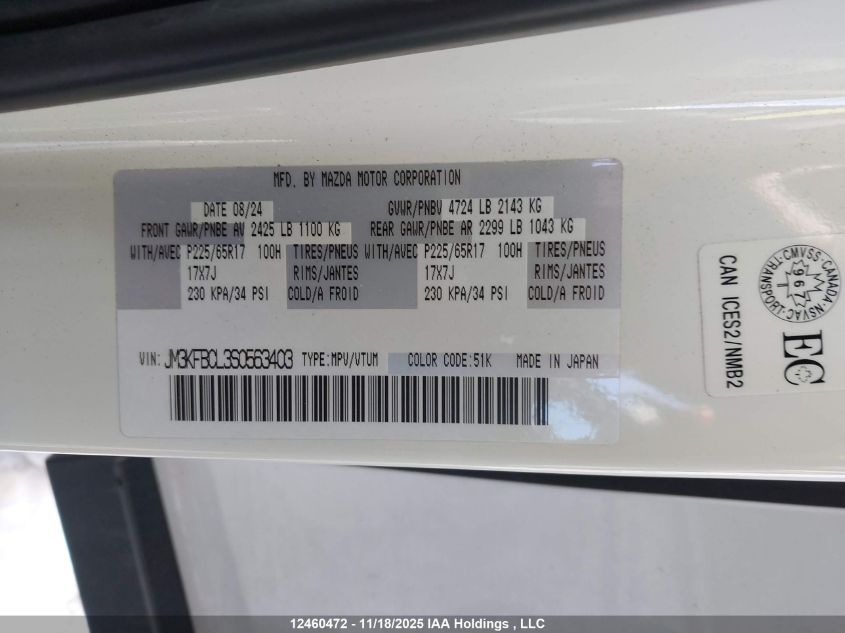 MFD. BY MAZDA MOTOR CORPORATION
DATE 08/24 GVWR/PNBV 4724 LB 2143 KG
FRONT GAWR/PNBE AV 2425 LB 1100 KG REAR GAWR/PNBE AR 2299 LB 1043 KG
WITH/AVEC P225/65R17 100H TIRES/PNEUS WITH/AVEC P225/65R17 100H TIRES/PNEUS
17X7J RIMS/JANTES 17X7J RIMS/JANTES
230 KPA/34 PSI COLD/A FROID 230 KPA/34 PSI COLD/A FROID
VIN: JM3KFBCL3S0563403 TYPE:MPV/VTUM COLOR CODE:51K MADE IN JAPAN
CAN ICES2/NMB2
CMVSS·CANADA NSVAC·TRANSPORT
967
EC
12460472 - 11/18/2025 IAA Holdings , LLC